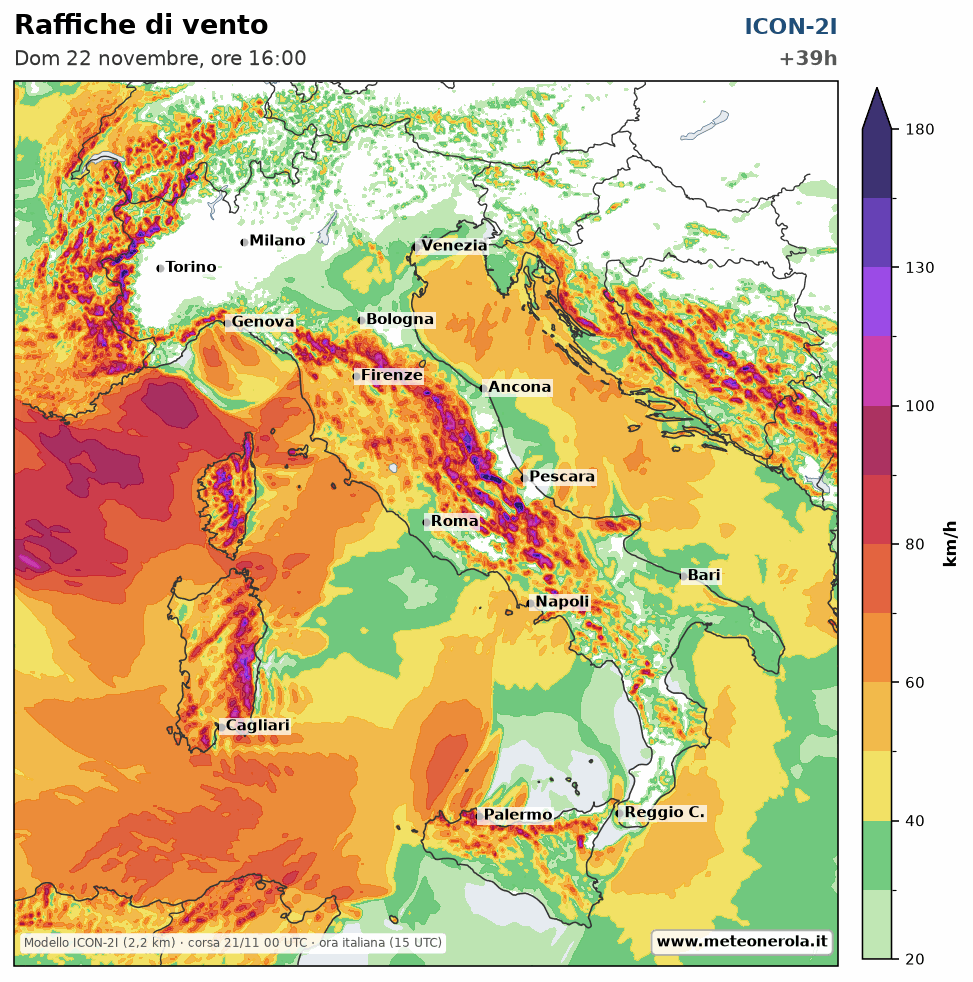 Raffiche di vento
ICON-2I
Dom 22 novembre, ore 16:00
+39h
180
130
100
80
60
40
20
km/h
Milano
Venezia
Torino
Genova
Bologna
Firenze
Ancona
Pescara
Roma
Bari
Napoli
Cagliari
Palermo
Reggio C.
Modello ICON-2I (2,2 km) · corsa 21/11 00 UTC · ora italiana (15 UTC)
www.meteonerola.it